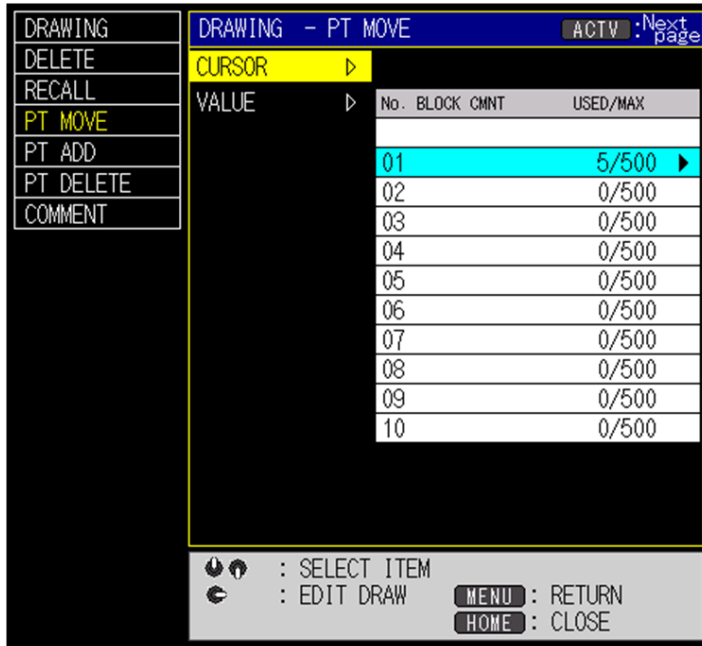 DRAWING
DELETE
RECALL
PT MOVE
PT ADD
PT DELETE
COMMENT
DRAWING - PT MOVE
ACTV :Next page
CURSOR
VALUE
No. BLOCK CMNT USED/MAX
01 5/500
02 0/500
03 0/500
04 0/500
05 0/500
06 0/500
07 0/500
08 0/500
09 0/500
10 0/500
: SELECT ITEM
: EDIT DRAW MENU : RETURN
HOME : CLOSE